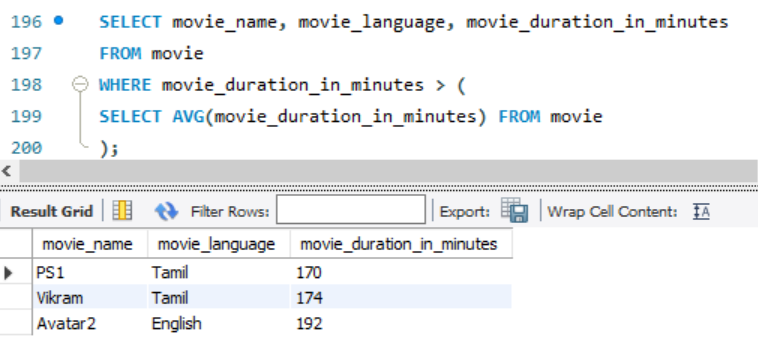 196 SELECT movie_name, movie_language, movie_duration_in_minutes
197 FROM movie
198 WHERE movie_duration_in_minutes > (
199 SELECT AVG(movie_duration_in_minutes) FROM movie
200 );
Result Grid Filter Rows: Export: Wrap Cell Content: IA
movie_name movie_language movie_duration_in_minutes
PS1 Tamil 170
Vikram Tamil 174
Avatar2 English 192